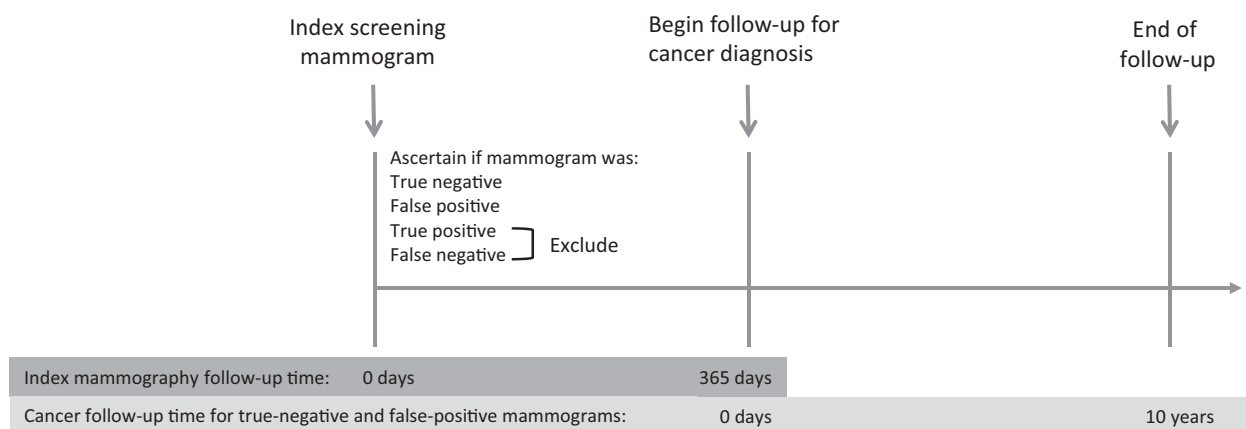 Index screening
mammogram
Begin follow-up for
cancer diagnosis
End of
follow-up
Ascertain if mammogram was:
True negative
False positive
True positive
False negative
Exclude
Index mammography follow-up time: 0 days 365 days
Cancer follow-up time for true-negative and false-positive mammograms: 0 days 10 years